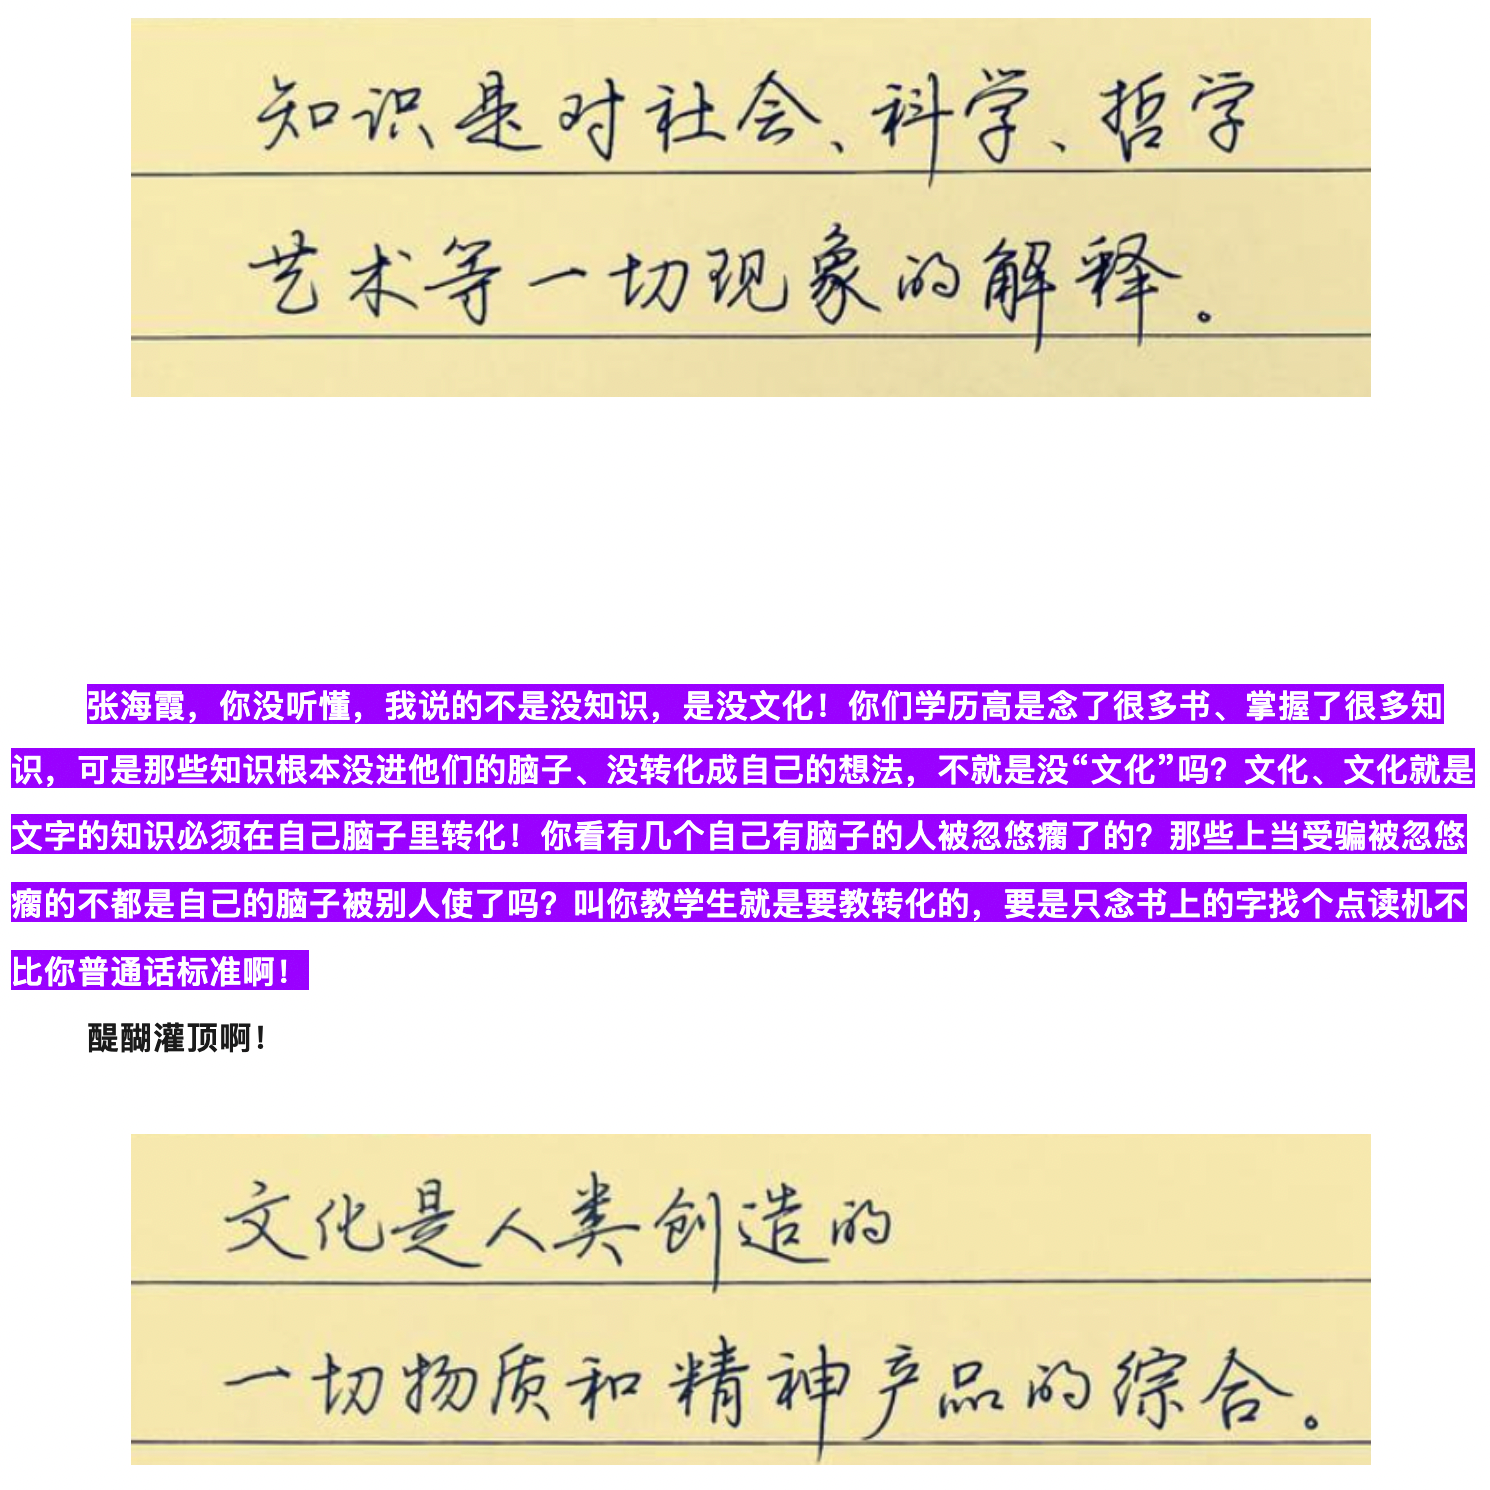 知识是对社会、科学、哲学
艺术等一切现象的解释。
张海霞，你没听懂，我说的不是没知识，是没文化！你们学历高是念了很多书、掌握了很多知
识，可是那些知识根本没进他们的脑子、没转化成自己的想法，不就是没“文化”吗？文化、文化就是
文字的知识必须在自己脑子里转化！你看有几个自己有脑子的人被忽悠瘸了的？那些上当受骗被忽悠
瘸的不都是自己的脑子被别人使了吗？叫你教学生就是要教转化的，要是只念书上的字找个点读机不
比你普通话标准啊！
醍醐灌顶啊！
文化是人类创造的
一切物质和精神产品的综合。